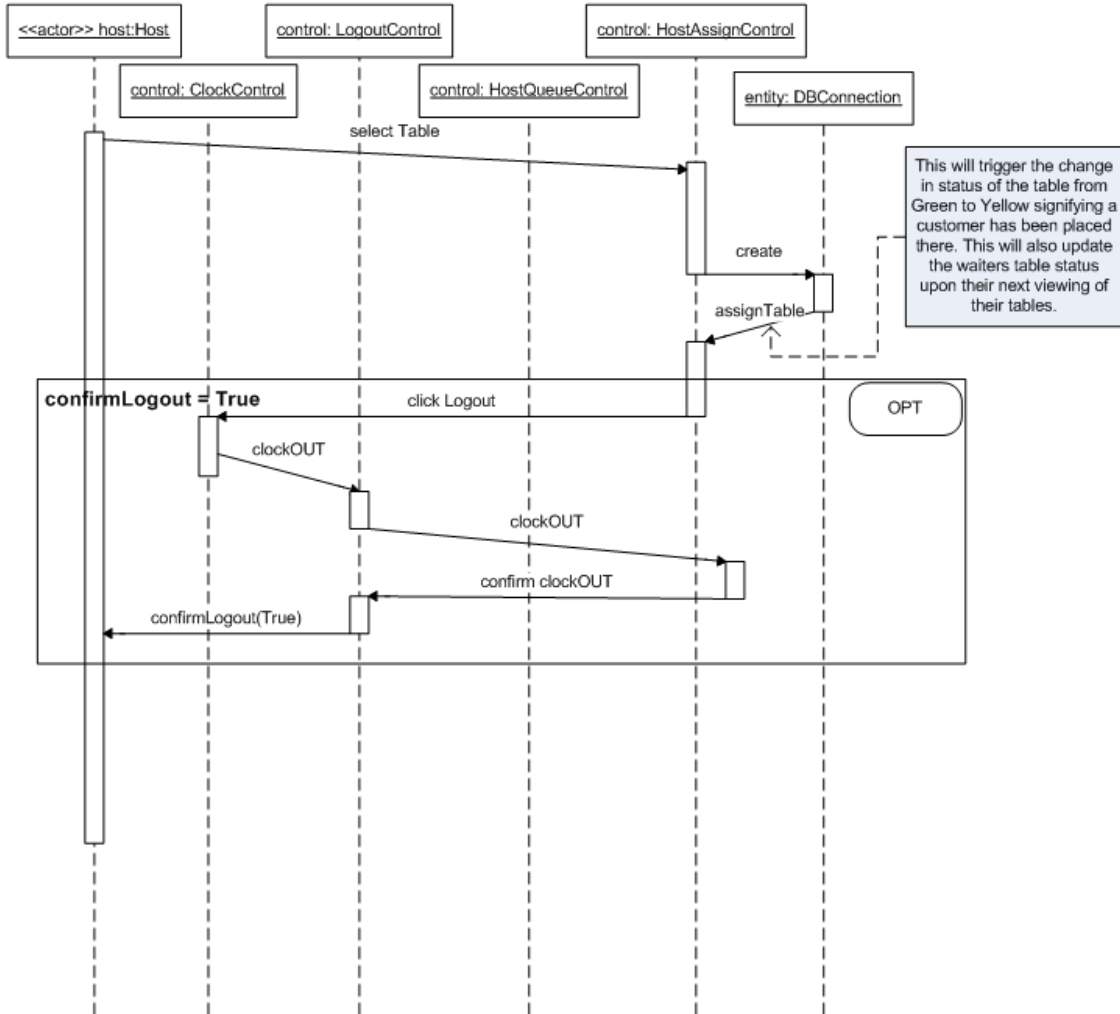 <<actor>> host:Host
control: LogoutControl
control: HostAssignControl
control: ClockControl
control: HostQueueControl
entity: DBConnection
select Table
This will trigger the change
in status of the table from
Green to Yellow signifying a
customer has been placed
there. This will also update
the waiters table status
upon their next viewing of
their tables.
create
assignTable
confirmLogout = True
click Logout
OPT
clockOUT
clockOUT
confirm clockOUT
confirmLogout(True)